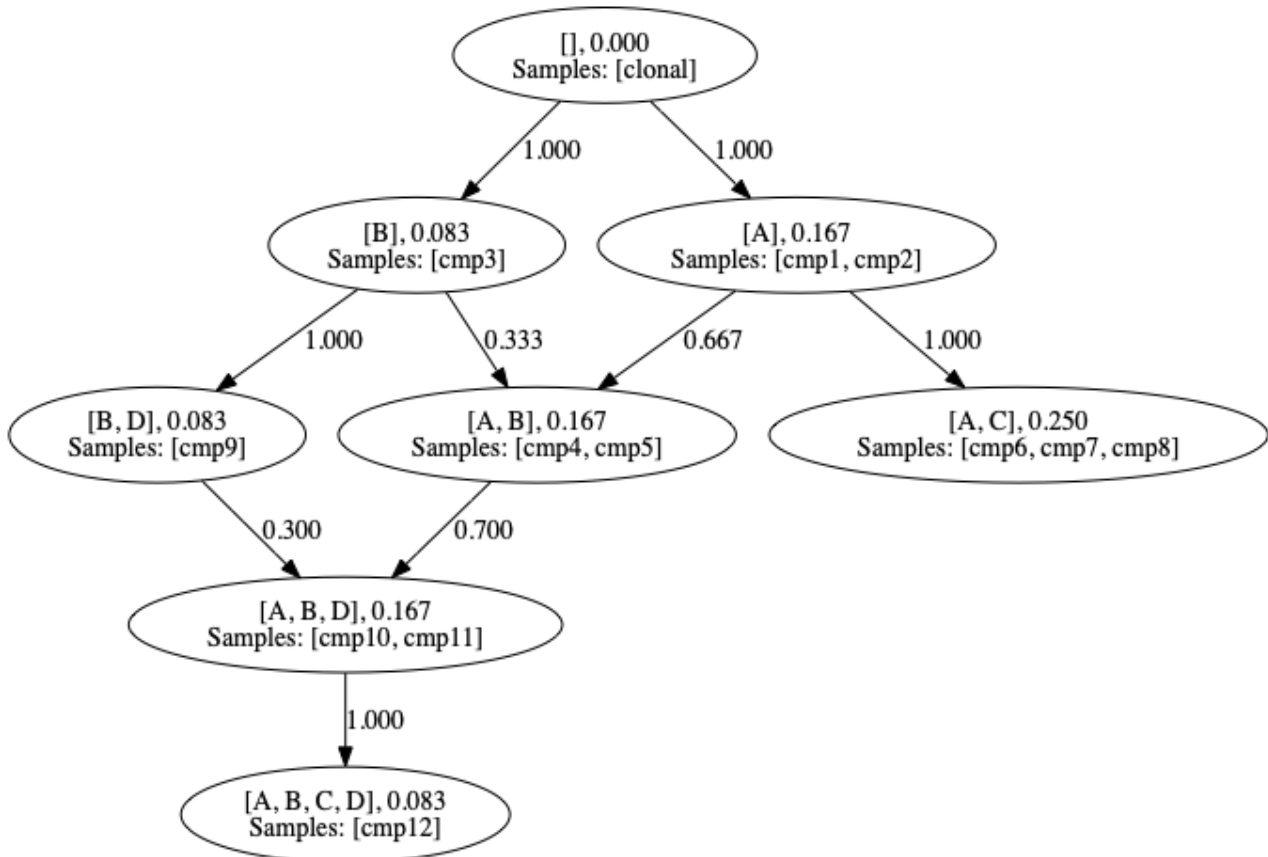 [], 0.000
Samples: [clonal]
1.000
1.000
[B], 0.083
Samples: [cmp3]
[A], 0.167
Samples: [cmp1, cmp2]
1.000
0.333
0.667
1.000
[B, D], 0.083
Samples: [cmp9]
[A, B], 0.167
Samples: [cmp4, cmp5]
[A, C], 0.250
Samples: [cmp6, cmp7, cmp8]
0.300
0.700
[A, B, D], 0.167
Samples: [cmp10, cmp11]
1.000
[A, B, C, D], 0.083
Samples: [cmp12]